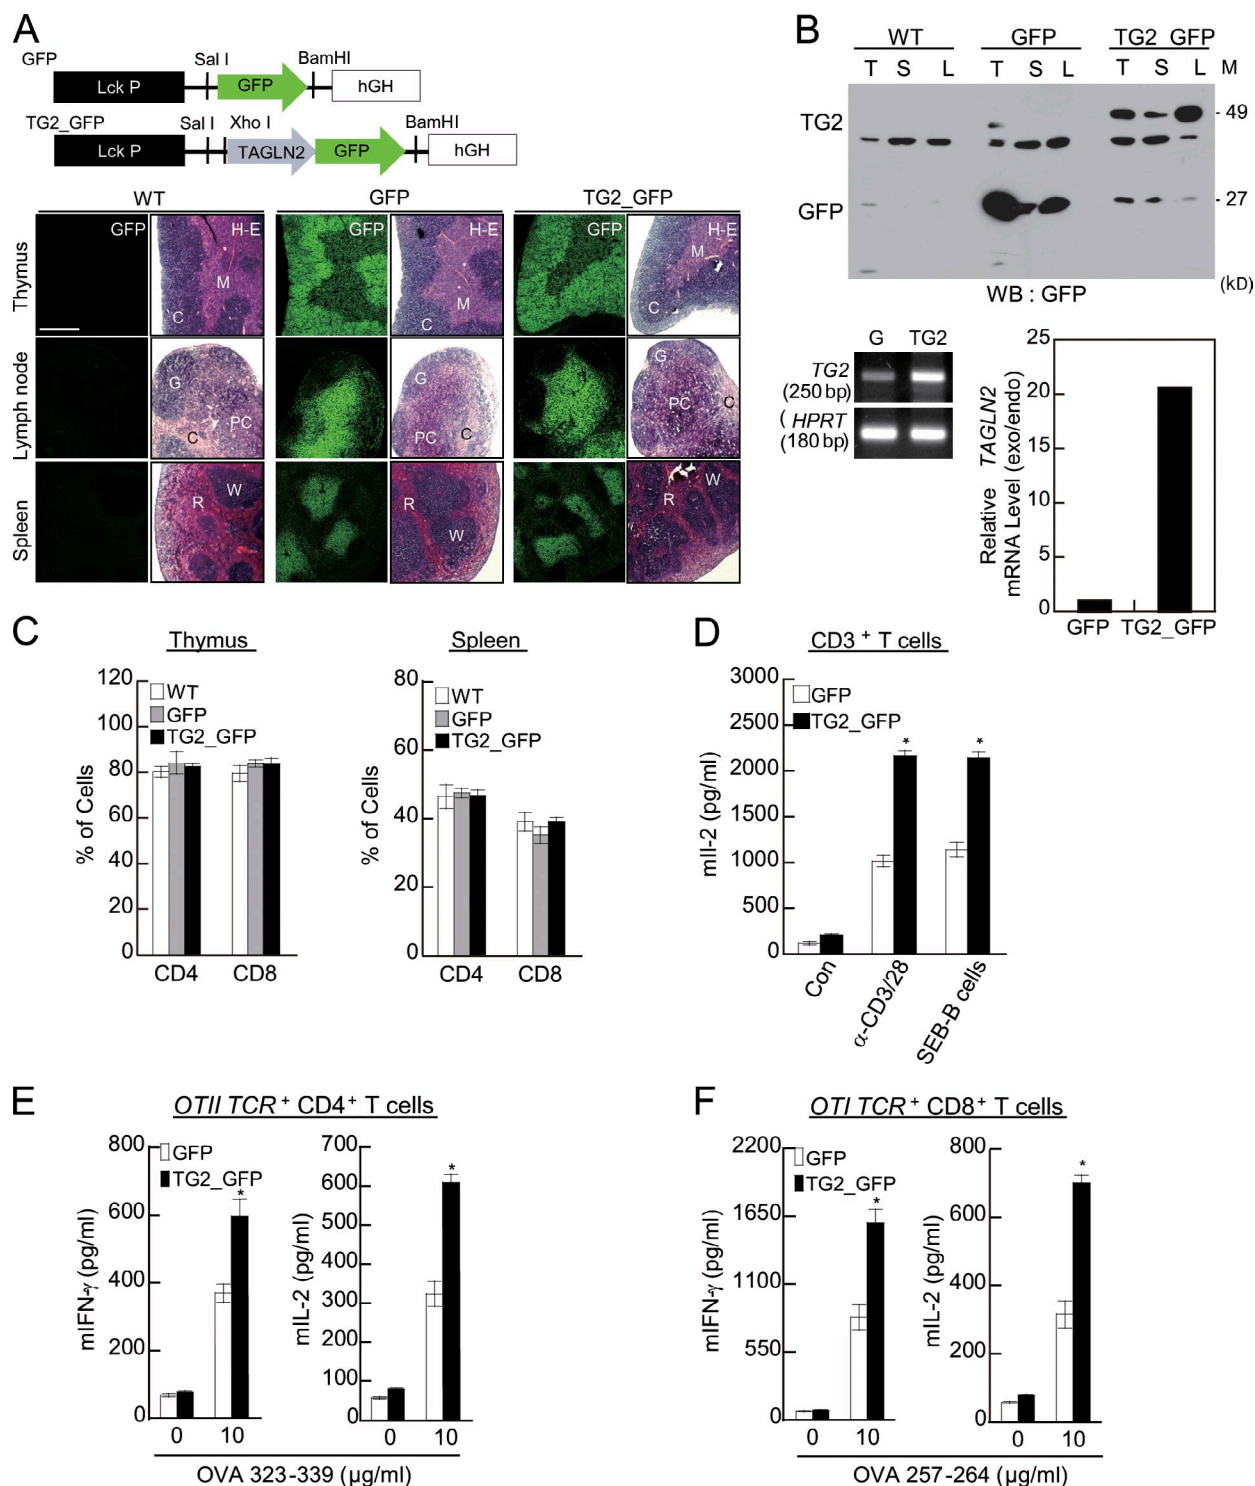 A
GFP
Sal I
BamHI
Lck P
GFP
hGH
TG2_GFP
Sal I
Xho I
BamHI
Lck P
TAGLN2
GFP
hGH
WT
GFP
TG2_GFP
GFP
H-E
GFP
H-E
GFP
H-E
Thymus
M
C
M
C
M
C
Lymph node
G
PC
C
G
PC
C
G
PC
C
Spleen
R
W
R
W
R
W
B
WT
GFP
TG2 GFP
T S L
T S L
T S L
M
TG2
- 49
GFP
- 27
(kD)
WB : GFP
G TG2
TG2
(250 bp)
( HPRT
(180 bp)
Relative TAGLN2
mRNA Level (exo/endo)
25
20
15
10
5
0
GFP TG2_GFP
C
Thymus
% of Cells
120
100
80
60
40
20
0
WT
GFP
TG2_GFP
CD4 CD8
Spleen
% of Cells
80
60
40
20
0
WT
GFP
TG2_GFP
CD4 CD8
D
CD3 + T cells
mIl-2 (pg/ml)
3000
2500
2000
1000
500
0
GFP
TG2_GFP
* *
Con
α-CD3/28
SEB-B cells
E
OTII TCR + CD4+ T cells
mIFN-γ (pg/ml)
800
600
400
200
0
GFP
TG2_GFP
*
0 10
mIL-2 (pg/ml)
700
600
500
400
300
100
0
*
0 10
OVA 323-339 (µg/ml)
F
OTI TCR+ CD8+ T cells
mIFN-γ (pg/ml)
2200
1650
1100
550
0
GFP
TG2_GFP
*
0 10
mIL-2 (pg/ml)
800
600
400
200
0
*
0 10
OVA 257-264 (µg/ml)